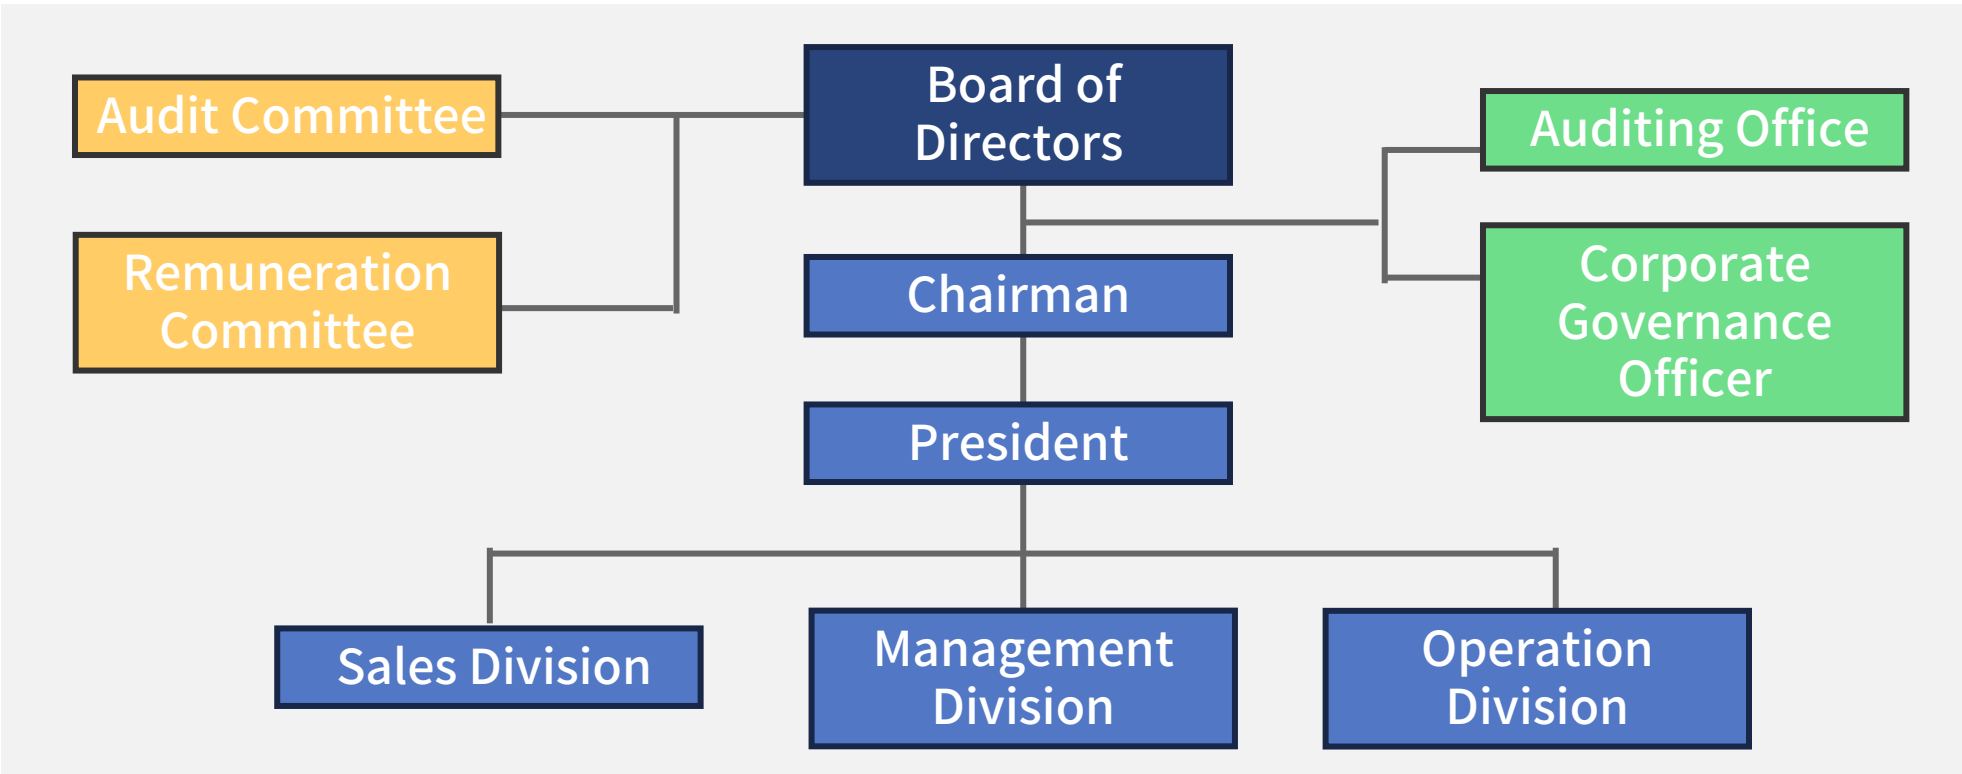 Audit Committee
Board of
Directors
Auditing Office
Remuneration
Committee
Chairman
Corporate
Governance
Officer
President
Sales Division
Management
Division
Operation
Division